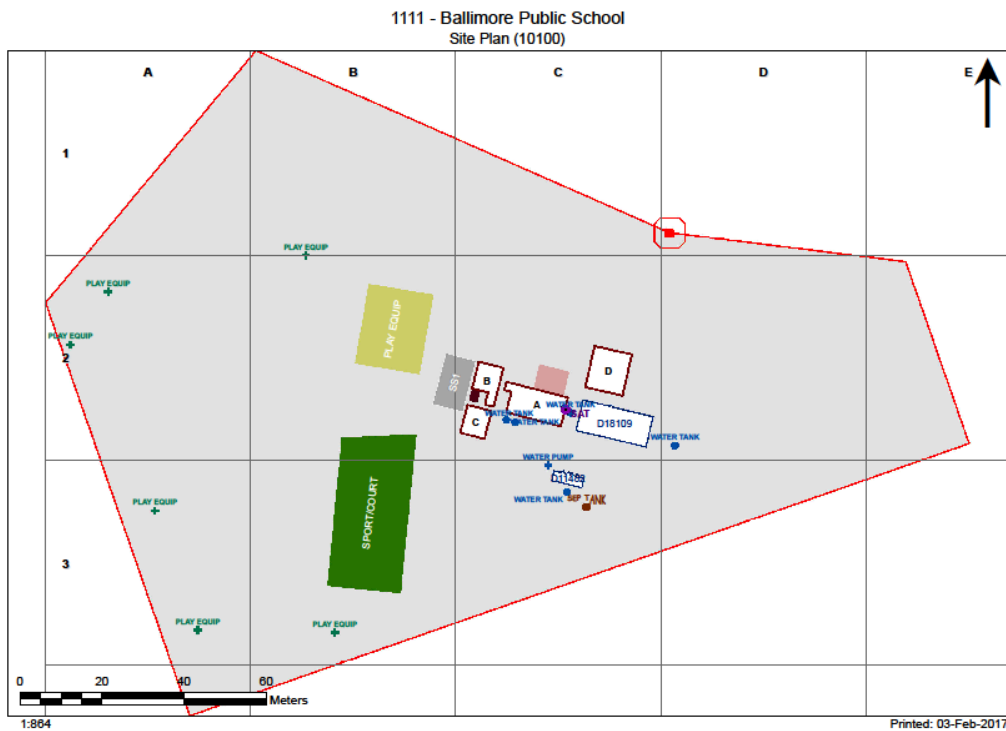 1111 - Ballimore Public School
Site Plan (10100)
A
B
C
D
E
1
PLAY EQUIP
PLAY EQUIP
PLAY EQUIP
2
PLAY EQUIP
SS1
B
D
A
C
WATER TANK
SAT
WATER TANK
WATER TANK
D18109
WATER TANK
WATER PUMP
WATER TANK
SEP TANK
PLAY EQUIP
SPORT/COURT
3
PLAY EQUIP
PLAY EQUIP
0
20
40
60
Meters
1:864
Printed: 03-Feb-2017